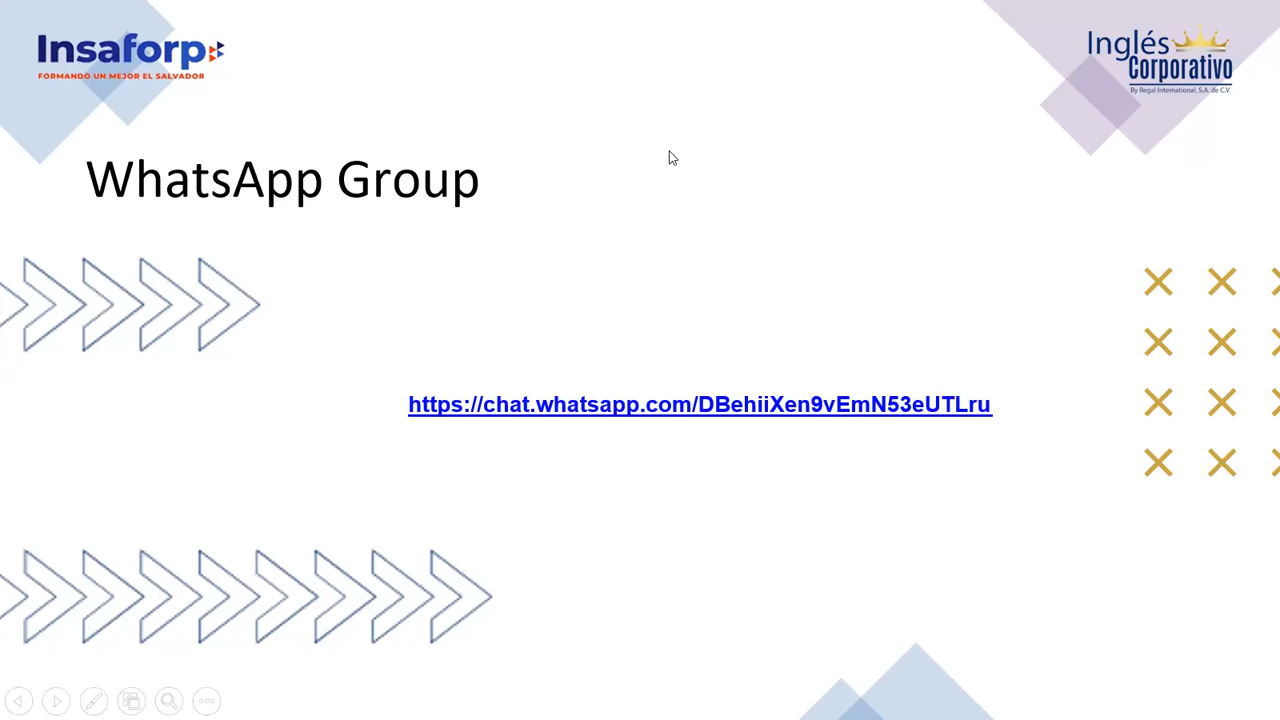 Insaforp
FORMANDO UN MEJOR EL SALVADOR
Inglés
Corporativo
By Regal International, S.A. de C.V.
WhatsApp Group
https://chat.whatsapp.com/DBehiiXen9vEmN53eUTLru